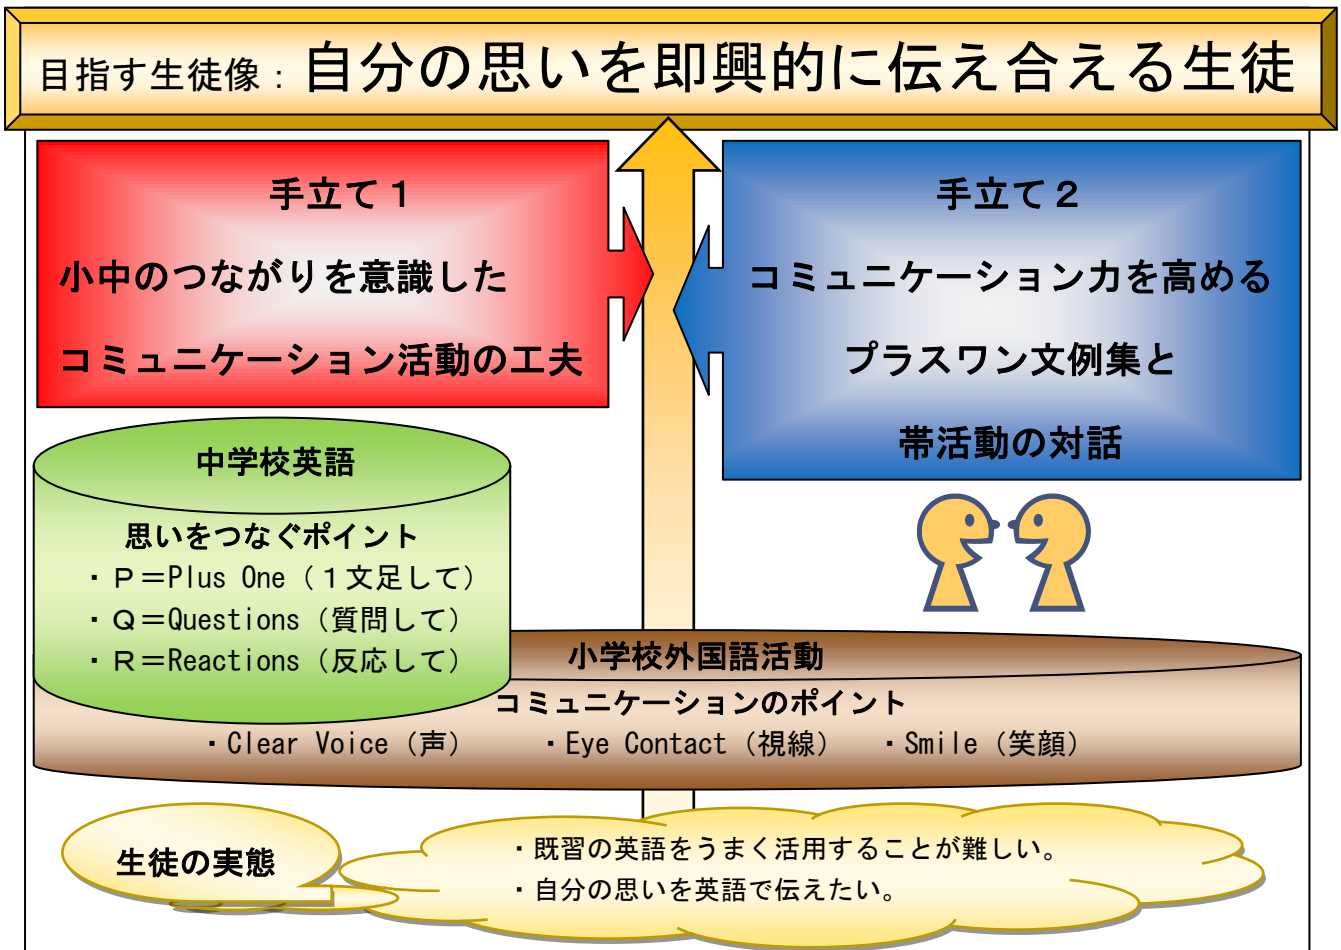 目指す生徒像：自分の思いを即興的に伝え合える生徒
手立て１
小中のつながりを意識した
コミュニケーション活動の工夫
手立て２
コミュニケーション力を高める
プラスワン文例集と
帯活動の対話
中学校英語
思いをつなぐポイント
・Ｐ＝Plus One（１文足して）
・Ｑ＝Questions（質問して）
・Ｒ＝Reactions（反応して）
小学校外国語活動
コミュニケーションのポイント
・Clear Voice（声）　・Eye Contact（視線）　・Smile（笑顔）
生徒の実態
・既習の英語をうまく活用することが難しい。
・自分の思いを英語で伝えたい。